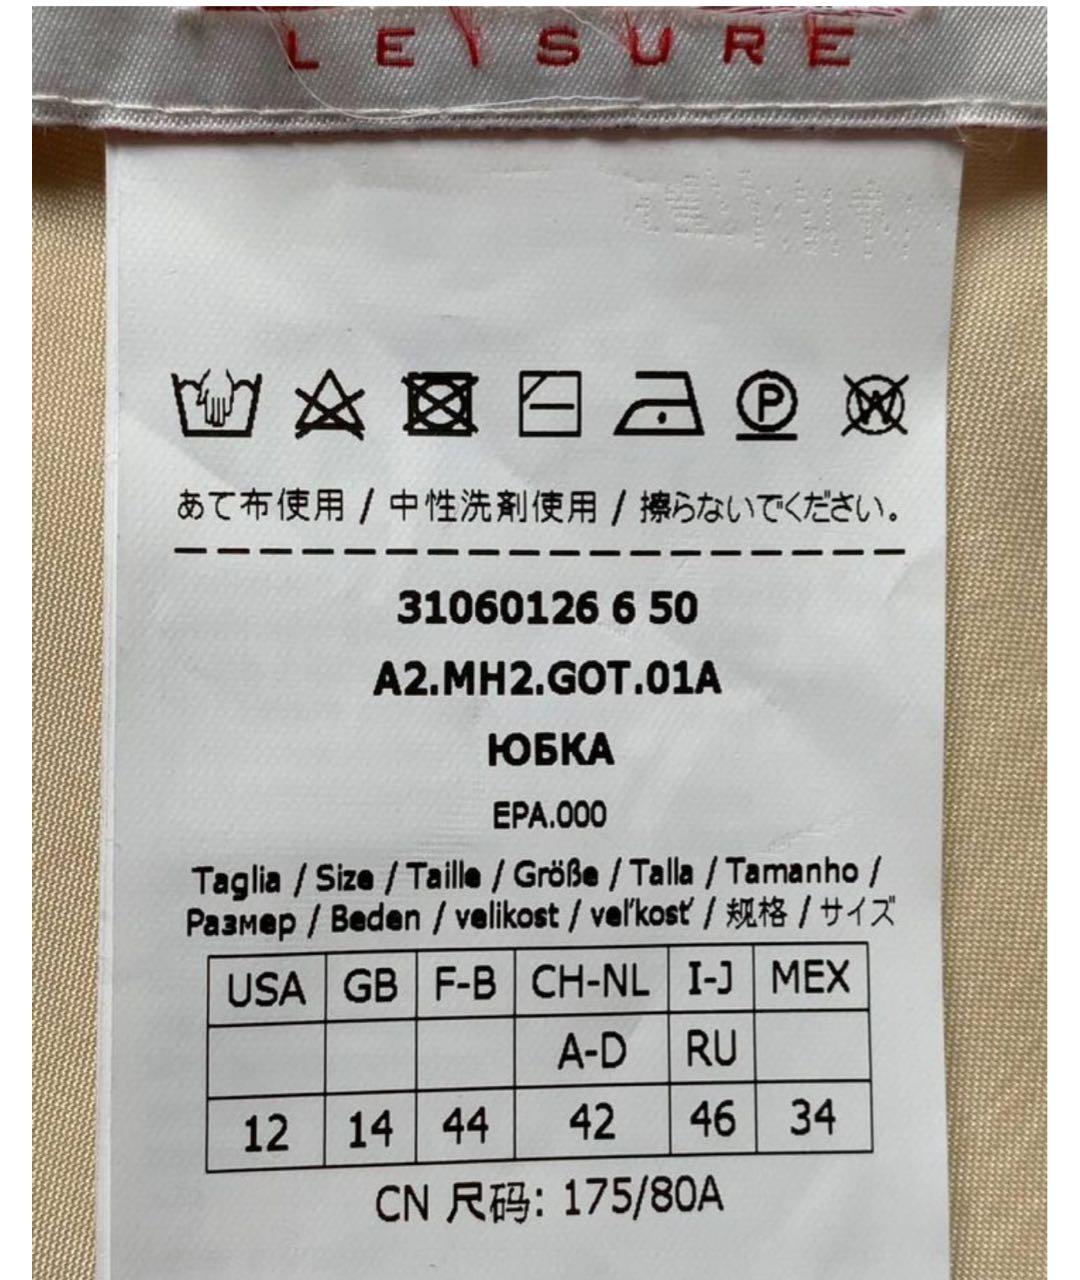 LEISURE
P W
あて布使用 / 中性洗剤使用 / 擦らないでください。
31060126 6 50
A2.MH2.GOT.01A
ЮБКА
EPA.000
Taglia / Size / Taille / Größe / Talla / Tamanho /
Размер / Beden / velikost / veľkosť / 规格 / サイズ
USA GB F-B CH-NL I-J MEX
A-D RU
12 14 44 42 46 34
CN 尺码: 175/80A